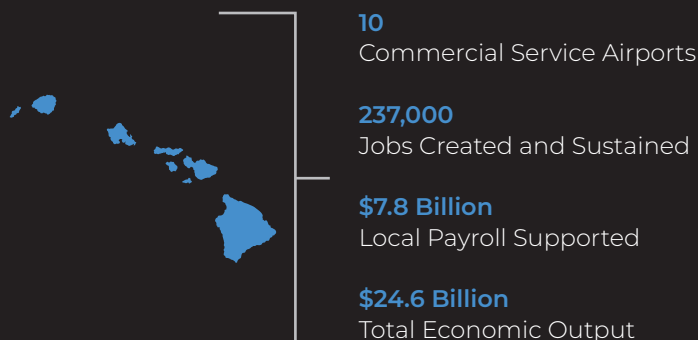 10
Commercial Service Airports
237,000
Jobs Created and Sustained
$7.8 Billion
Local Payroll Supported
$24.6 Billion
Total Economic Output